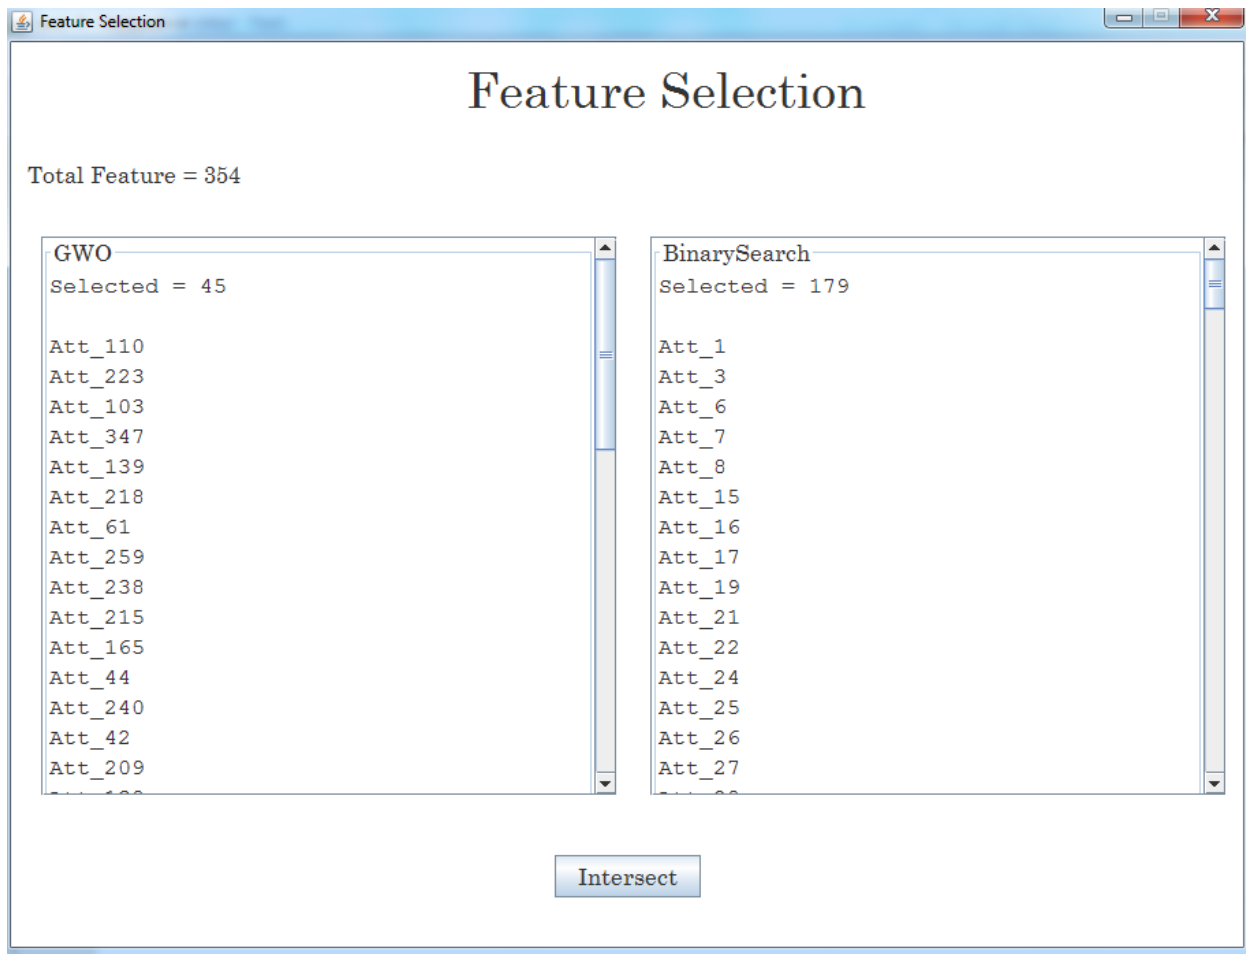 Feature Selection
Feature Selection
Total Feature = 354
GWO
Selected = 45
Att_110
Att_223
Att_103
Att_347
Att_139
Att_218
Att_61
Att_259
Att_238
Att_215
Att_165
Att_44
Att_240
Att_42
Att_209
BinarySearch
Selected = 179
Att_1
Att_3
Att_6
Att_7
Att_8
Att_15
Att_16
Att_17
Att_19
Att_21
Att_22
Att_24
Att_25
Att_26
Att_27
Intersect